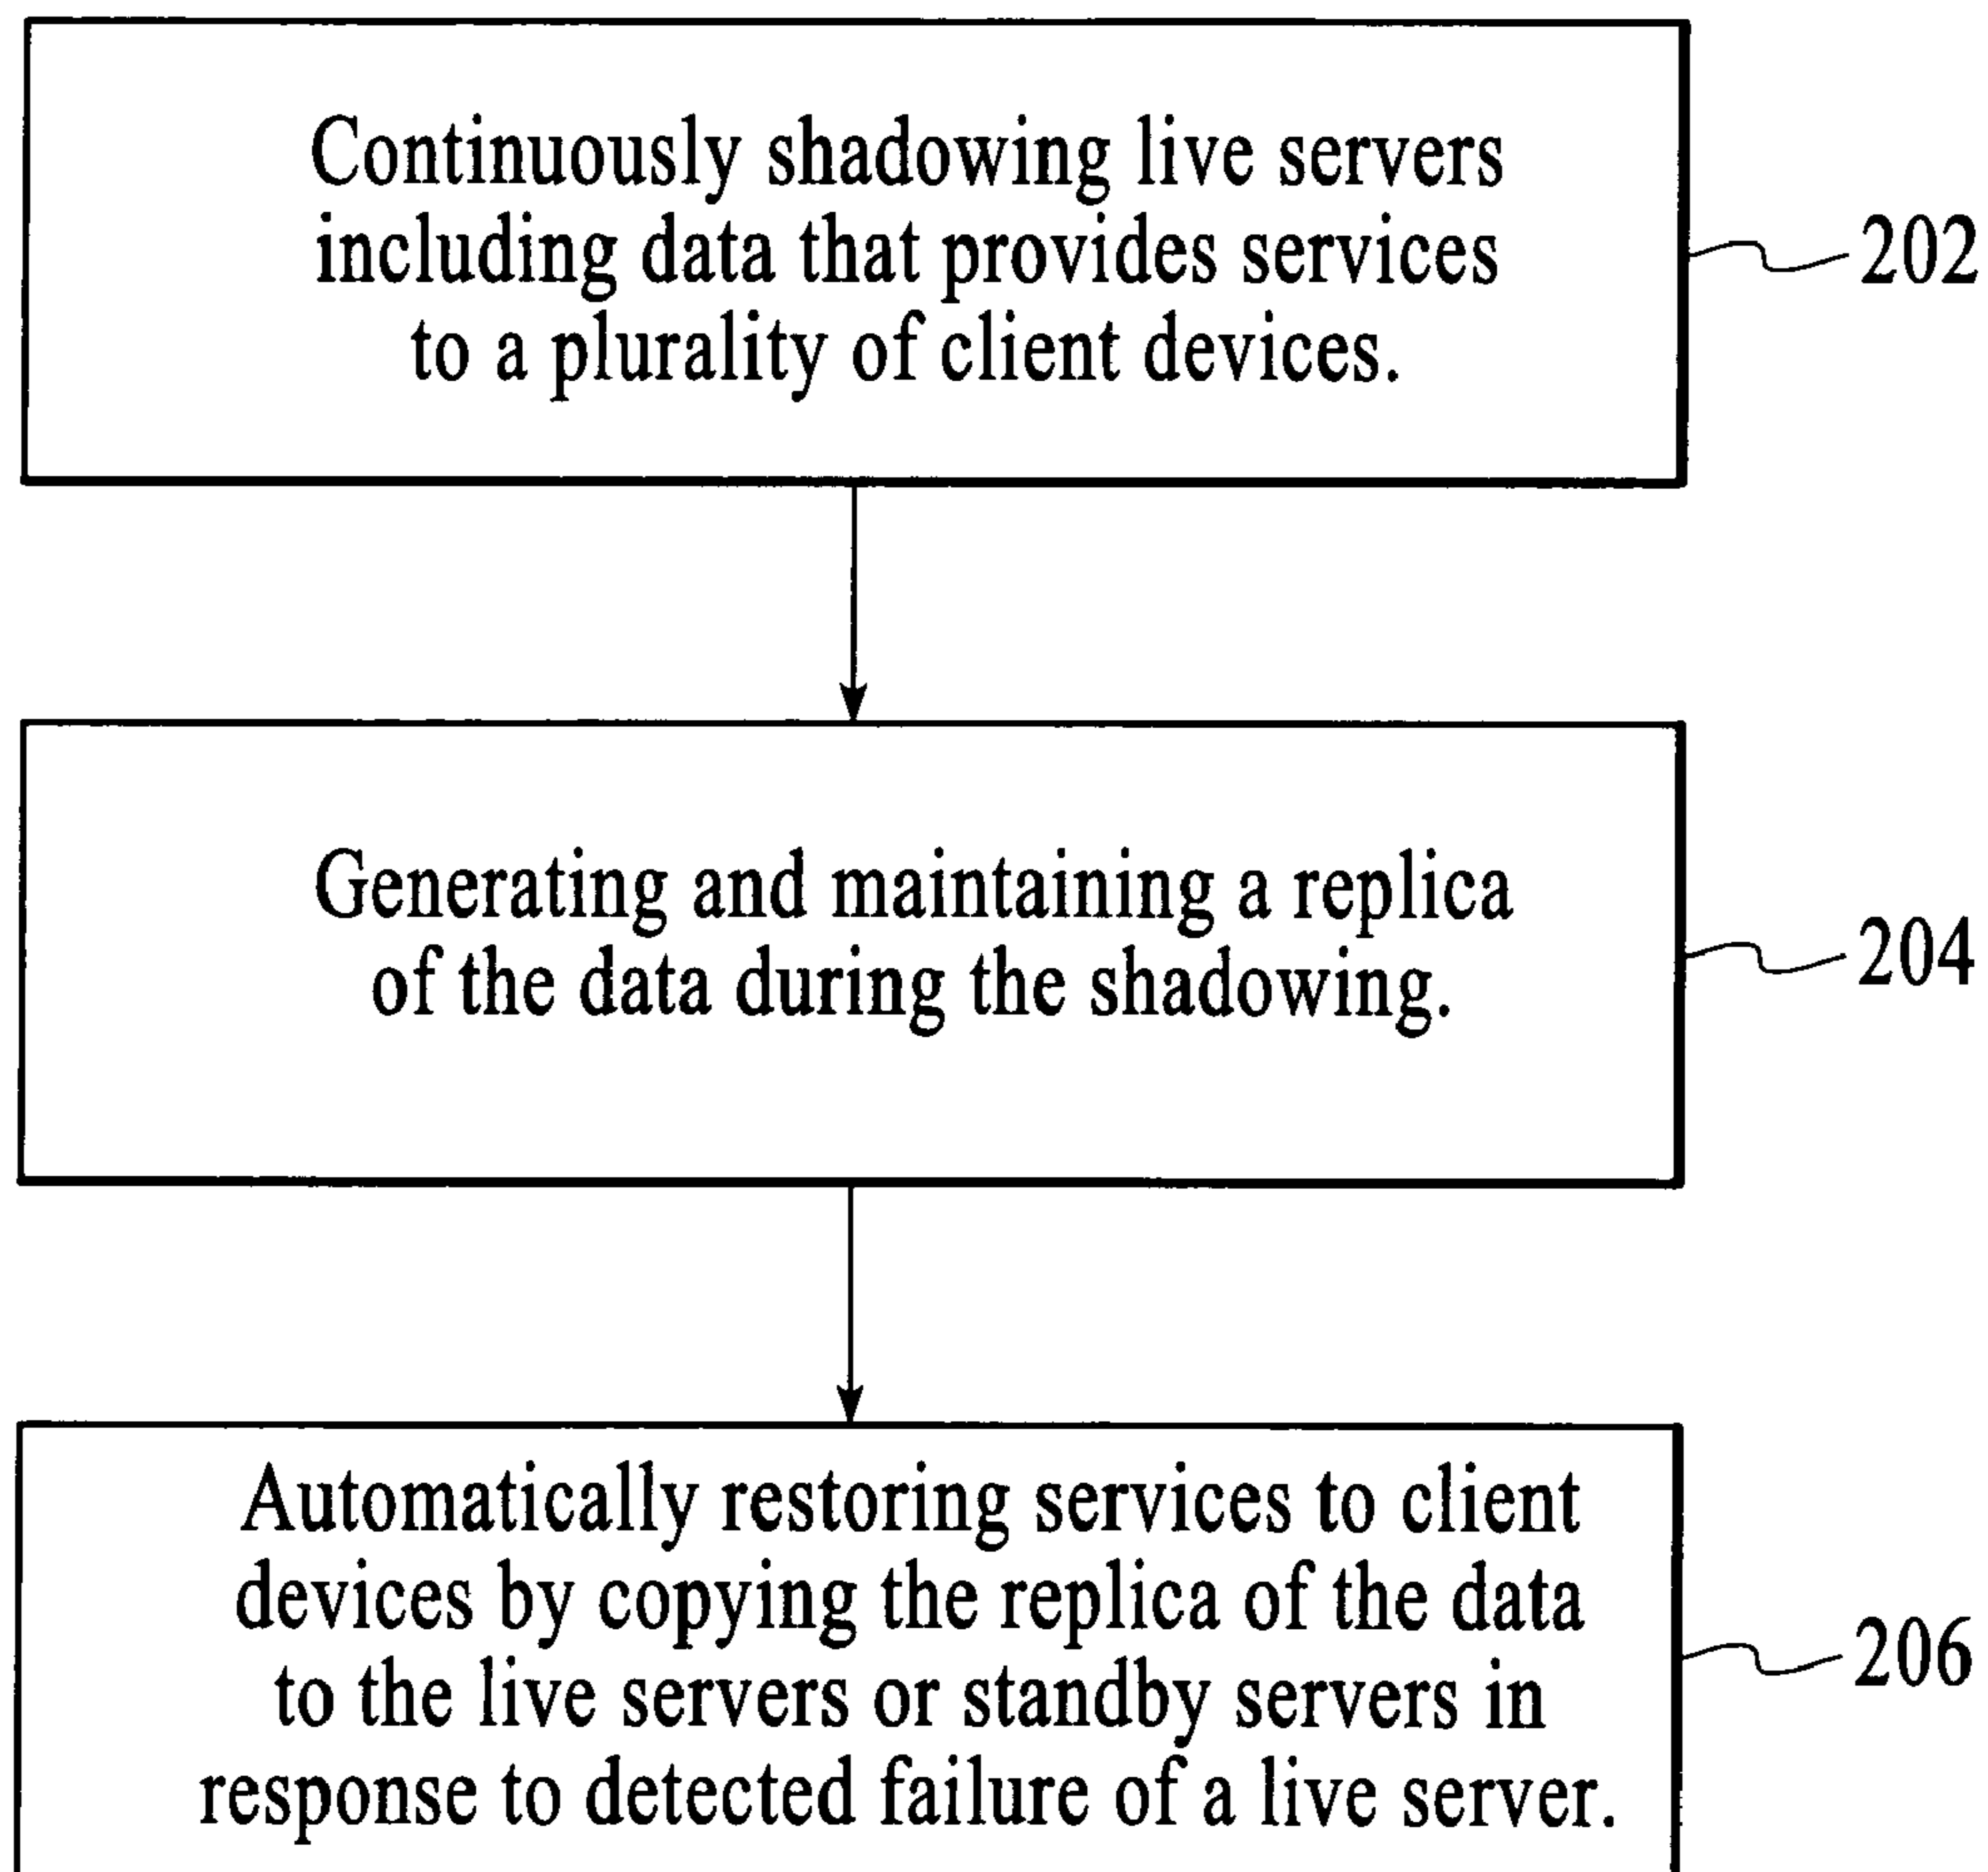 Continuously shadowing live servers
including data that provides services
to a plurality of client devices.
202
Generating and maintaining a replica
of the data during the shadowing.
204
Automatically restoring services to client
devices by copying the replica of the data
to the live servers or standby servers in
response to detected failure of a live server.
206